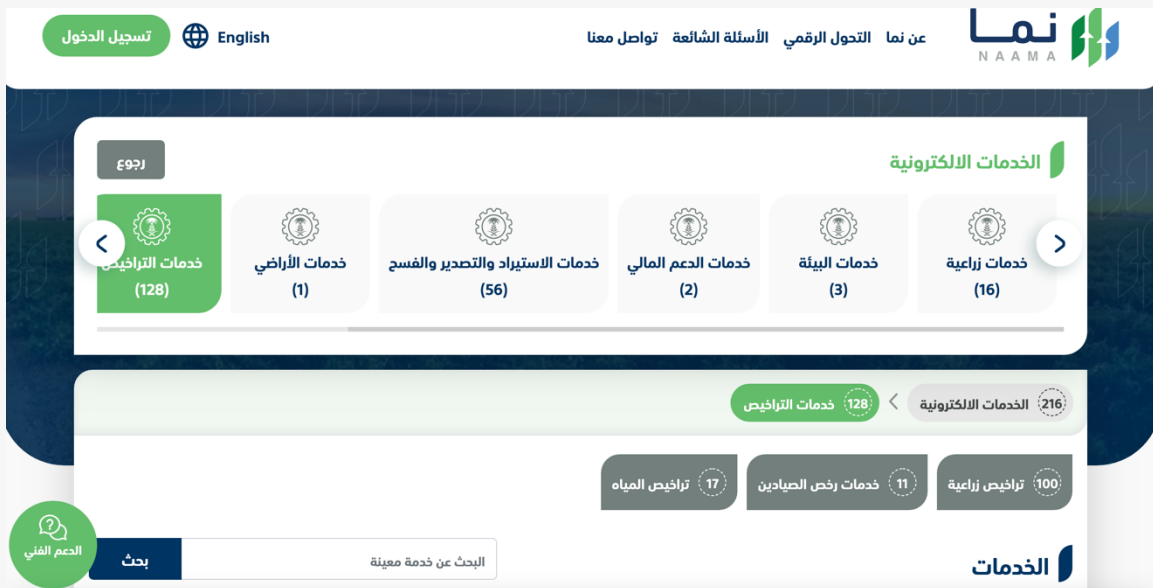 نما
NAAMA
عن نما
التحول الرقمي
الأسئلة الشائعة
تواصل معنا
English
تسجيل الدخول
الخدمات الالكترونية
رجوع
خدمات زراعية
(16)
خدمات البيئة
(3)
خدمات الدعم المالي
(2)
خدمات الاستيراد والتصدير والفسح
(56)
خدمات الأراضي
(1)
خدمات التراخيص
(128)
216 الخدمات الالكترونية
128 خدمات التراخيص
100 تراخيص زراعية
11 خدمات رخص الصيادين
17 تراخيص المياه
الخدمات
البحث عن خدمة معينة
بحث
الدعم الفني